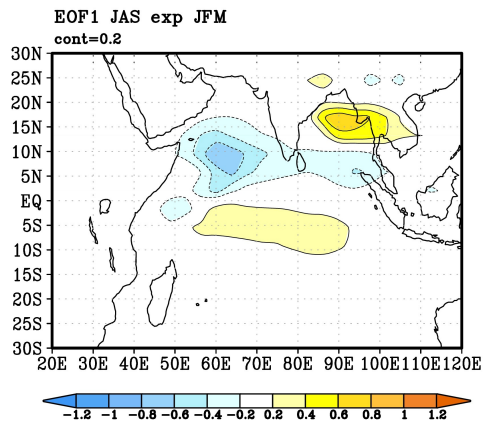 EOF1 JAS exp JFM
cont=0.2
30N
25N
20N
15N
10N
5N
EQ
5S
10S
15S
20S
25S
30S
20E 30E 40E 50E 60E 70E 80E 90E 100E 110E 120E
-1.2 -1 -0.8 -0.6 -0.4 -0.2 0.2 0.4 0.6 0.8 1 1.2